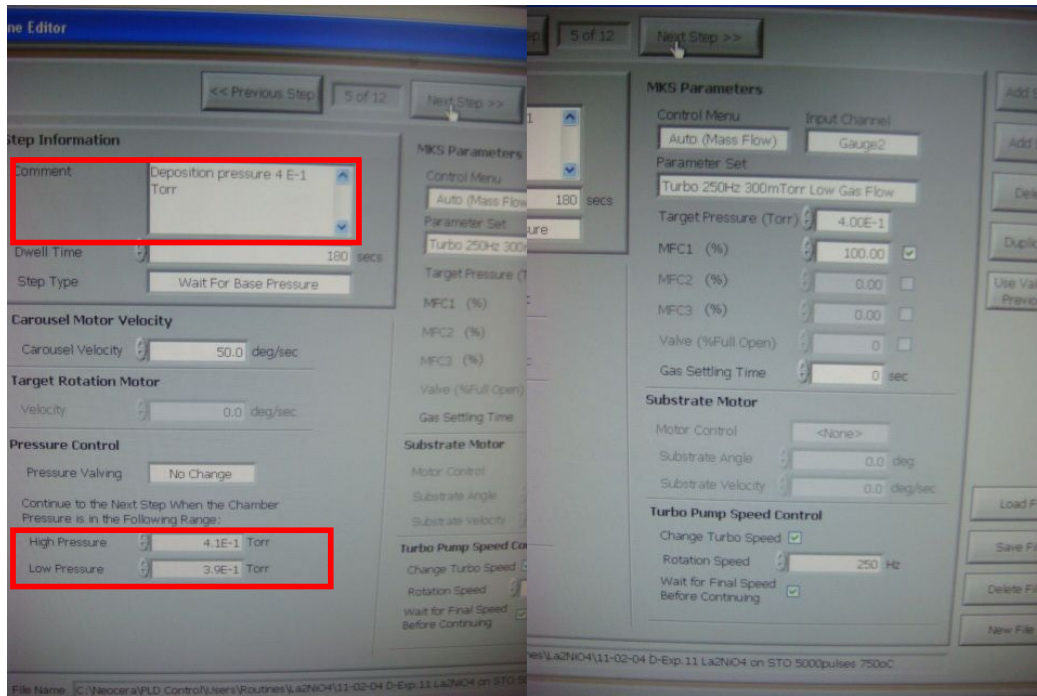 ne Editor
<< Previous Step
5 of 12
Next Step >>
Step Information
Comment
Deposition pressure 4 E-1
Torr
Dwell Time
180 secs
Step Type
Wait For Base Pressure
Carousel Motor Velocity
Carousel Velocity
50.0 deg/sec
Target Rotation Motor
Velocity
0.0 deg/sec
Pressure Control
Pressure Valving
No Change
Continue to the Next Step When the Chamber
Pressure is in the Following Range:
High Pressure
4.1E-1 Torr
Low Pressure
3.9E-1 Torr
MKS Parameters
Control Menu
Auto (Mass Flow
Parameter Set
Turbo 250Hz 300
Target Pressure (T
MFC1 (%)
MFC2 (%)
MFC3 (%)
Valve (%Full Open)
Gas Settling Time
Substrate Motor
Motor Control
Substrate Angle
Substrate Velocity
Turbo Pump Speed Co
Change Turbo Speed
Rotation Speed
Wait for Final Speed
Before Continuing
File Name C:\Neocera\PLD Control\Users\Routines\La2NiO4\11-02-04 D-Exp.11 La2NiO4 on STO 50
ep
5 of 12
Next Step >>
1
180 secs
ure
MKS Parameters
Control Menu
Input Channel
Auto (Mass Flow)
Gauge2
Parameter Set
Turbo 250Hz 300mTorr Low Gas Flow
Target Pressure (Torr)
4.00E-1
MFC1 (%)
100.00
MFC2 (%)
0.00
MFC3 (%)
0.00
Valve (%Full Open)
0
Gas Settling Time
0 sec
Substrate Motor
Motor Control
<None>
Substrate Angle
0.0 deg
Substrate Velocity
0.0 deg/sec
Turbo Pump Speed Control
Change Turbo Speed
Rotation Speed
250 Hz
Wait for Final Speed
Before Continuing
nes\La2NiO4\11-02-04 D-Exp.11 La2NiO4 on STO 5000pulses 750oC
Add S
Add S
Dele
Duplic
Use Val
Previo
Load F
Save Fi
Delete Fil
New File